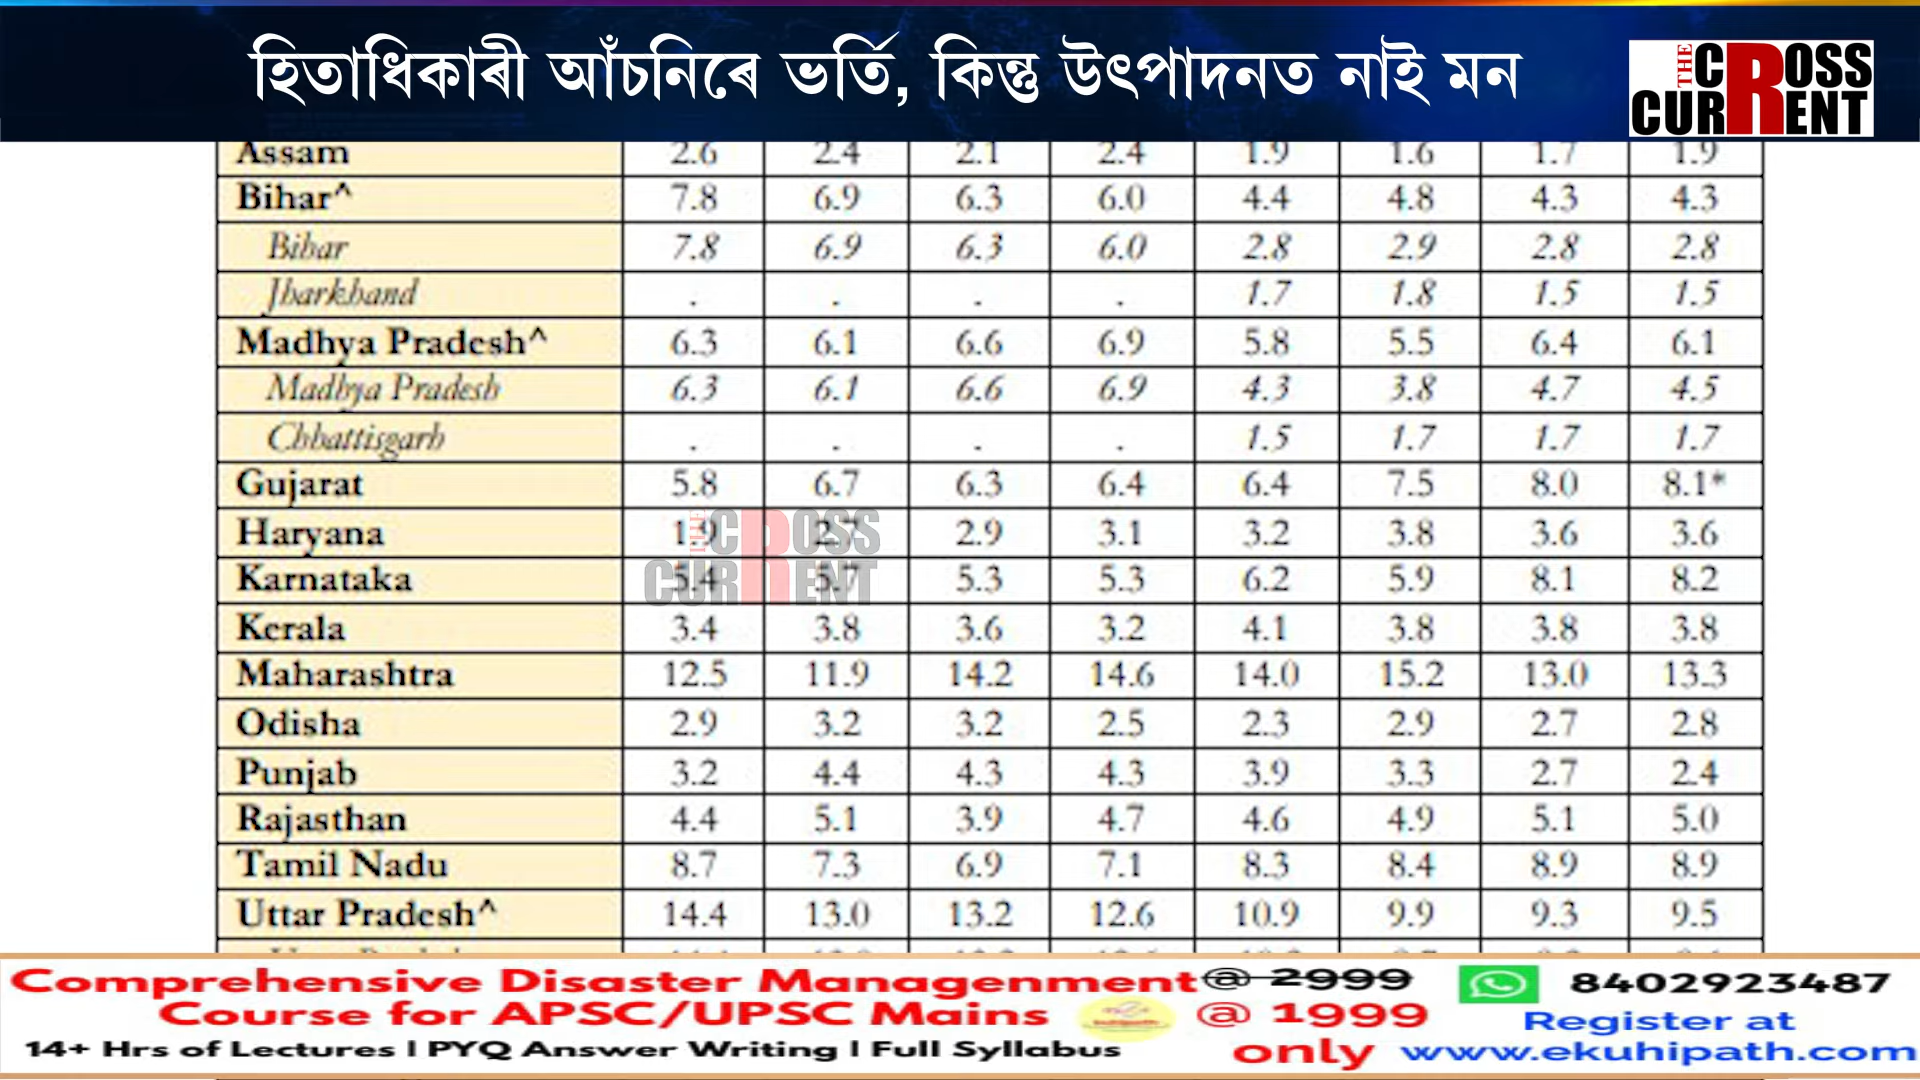 হিতাধিকাৰী আঁচনিৰে ভৰ্তি, কিন্তু উৎপাদনত নাই মন
THE CROSS CURRENT
Assam 2.6 2.4 2.1 2.4 1.9 1.6 1.7 1.9
Bihar^ 7.8 6.9 6.3 6.0 4.4 4.8 4.3 4.3
Bihar 7.8 6.9 6.3 6.0 2.8 2.9 2.8 2.8
Jharkhand . . . . 1.7 1.8 1.5 1.5
Madhya Pradesh^ 6.3 6.1 6.6 6.9 5.8 5.5 6.4 6.1
Madhya Pradesh 6.3 6.1 6.6 6.9 4.3 3.8 4.7 4.5
Chhattisgarh . . . . 1.5 1.7 1.7 1.7
Gujarat 5.8 6.7 6.3 6.4 6.4 7.5 8.0 8.1*
Haryana 1.9 2.7 2.9 3.1 3.2 3.8 3.6 3.6
THE CROSS CURRENT
Karnataka 5.4 5.7 5.3 5.3 6.2 5.9 8.1 8.2
Kerala 3.4 3.8 3.6 3.2 4.1 3.8 3.8 3.8
Maharashtra 12.5 11.9 14.2 14.6 14.0 15.2 13.0 13.3
Odisha 2.9 3.2 3.2 2.5 2.3 2.9 2.7 2.8
Punjab 3.2 4.4 4.3 4.3 3.9 3.3 2.7 2.4
Rajasthan 4.4 5.1 3.9 4.7 4.6 4.9 5.1 5.0
Tamil Nadu 8.7 7.3 6.9 7.1 8.3 8.4 8.9 8.9
Uttar Pradesh^ 14.4 13.0 13.2 12.6 10.9 9.9 9.3 9.5
Comprehensive Disaster Managenment @ 2999
Course for APSC/UPSC Mains @ 1999
14+ Hrs of Lectures | PYQ Answer Writing | Full Syllabus only
8402923487
Register at
www.ekuhipath.com